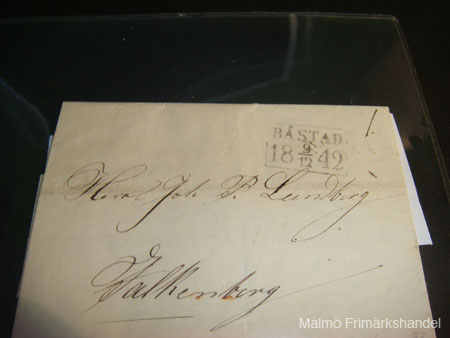 BÅSTAD
18 9/12 42
Herr Joh. P. Lundberg
Falkenberg
Malmö Frimärkshandel